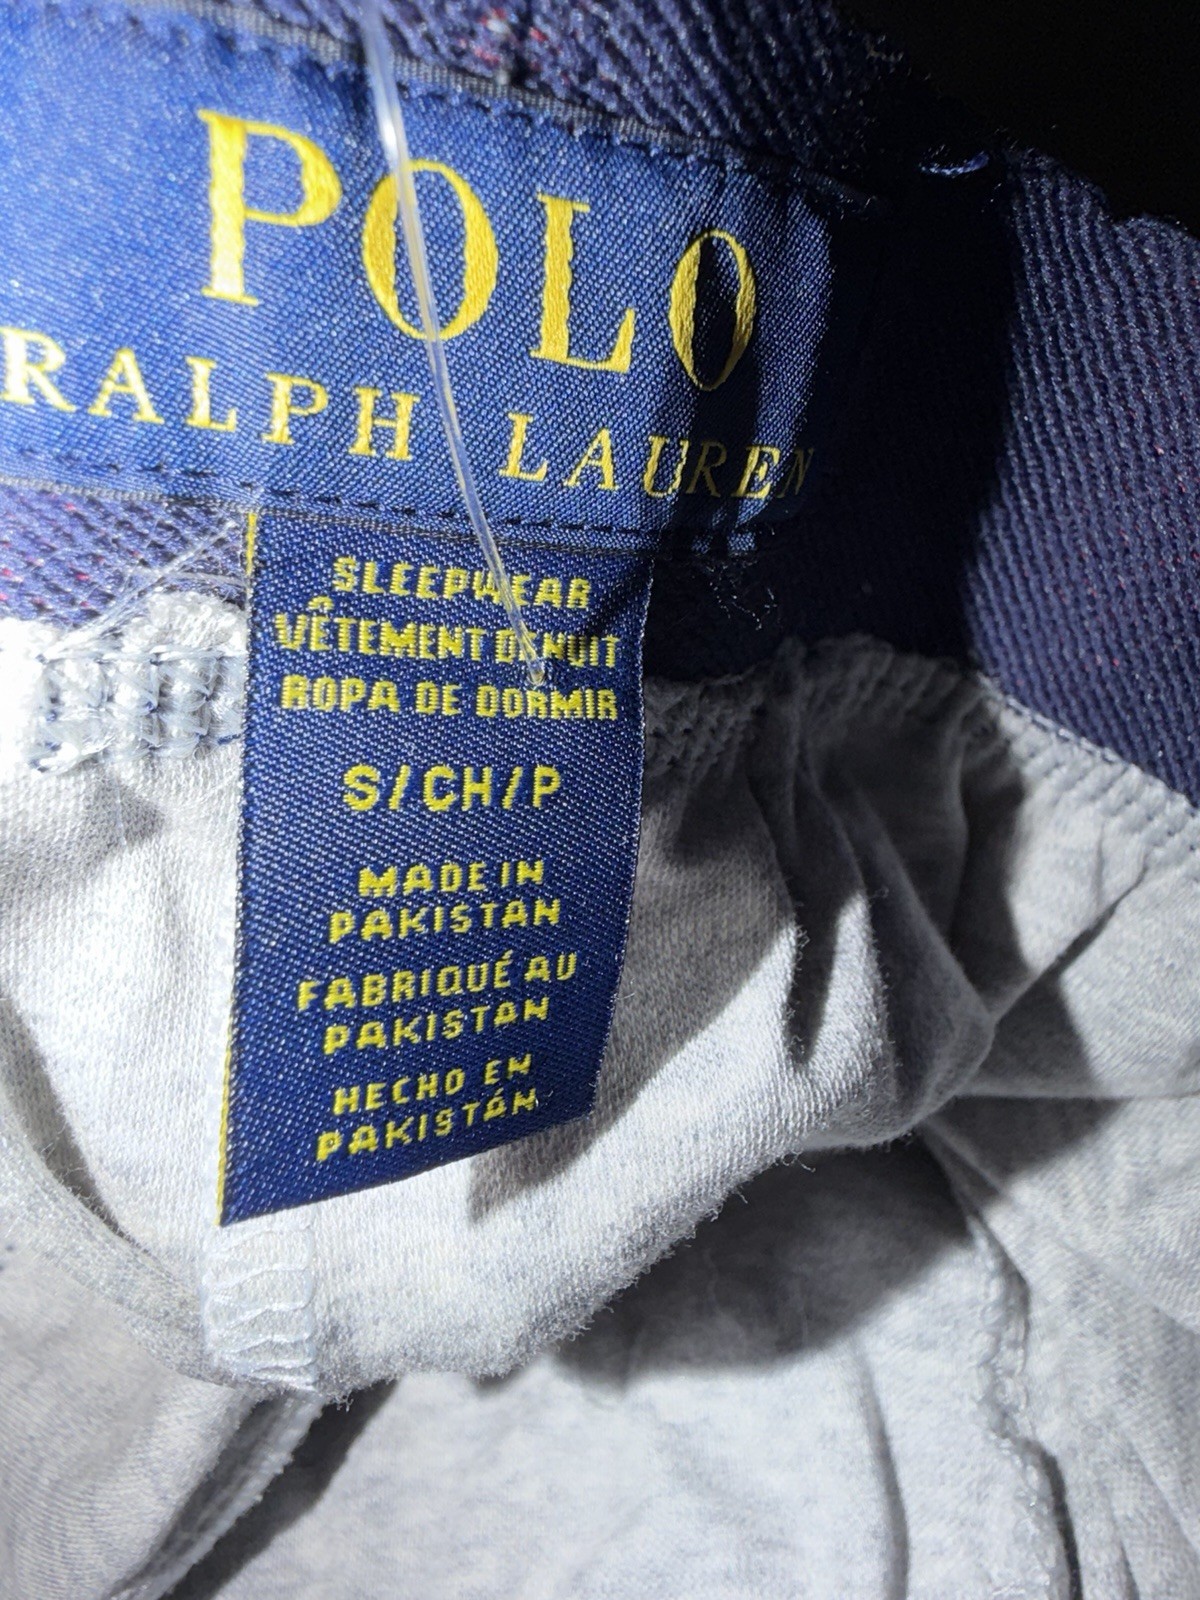 POLO
RALPH LAUREN
SLEEPWEAR
VÊTEMENT DE NUIT
ROPA DE DORMIR
S/CH/P
MADE IN
PAKISTAN
FABRIQUÉ AU
PAKISTAN
HECHO EN
PAKISTÁN